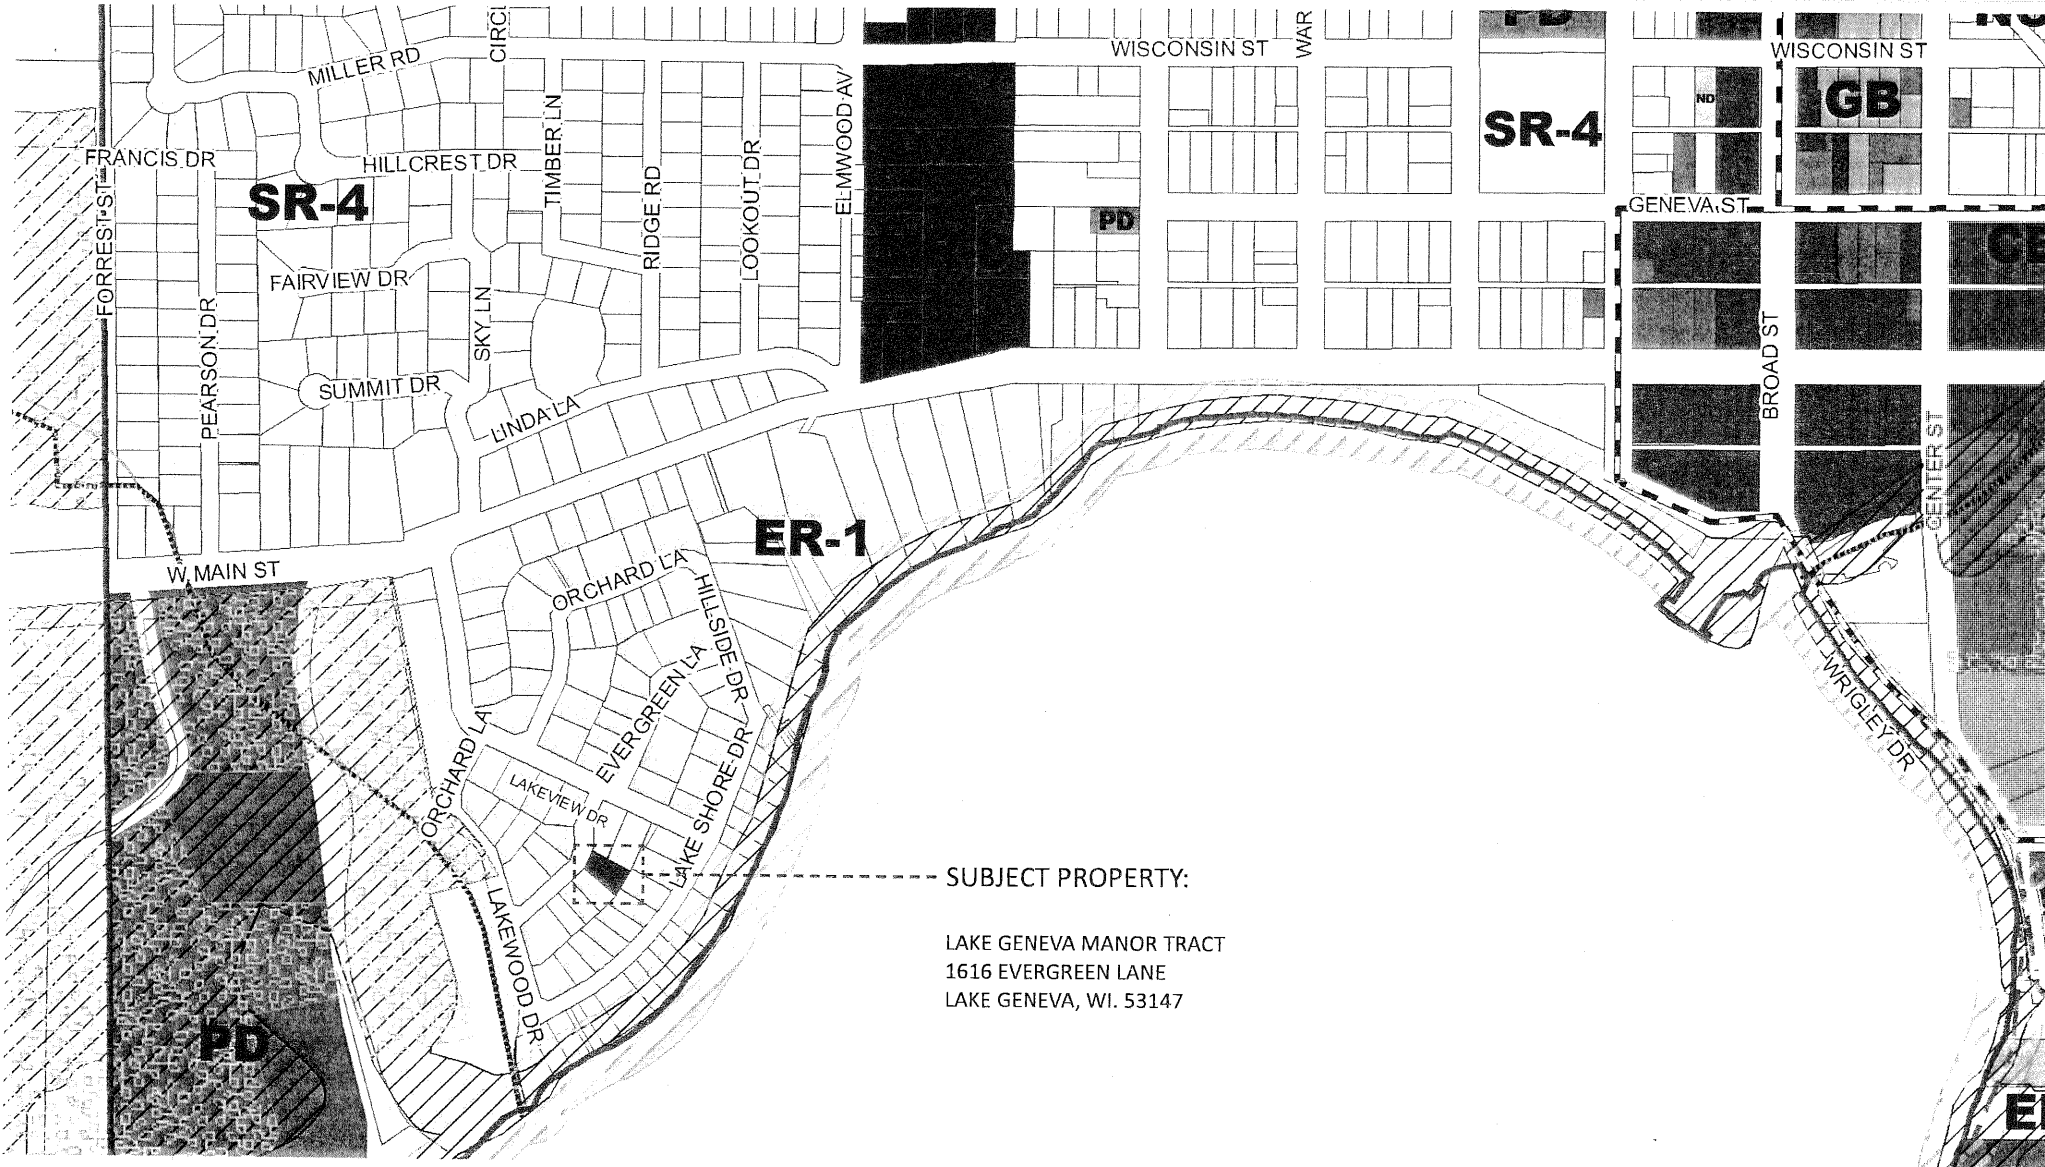 PD
NO
WISCONSIN ST
WAR
WISCONSIN ST
CIRCL
MILLER RD
ND
GB
TIMBER LN
ELMWOOD AV
SR-4
FRANCIS DR
HILLCREST DR
LOOKOUT DR
RIDGE RD
SR-4
FORREST ST
PD
GENEVA ST
FAIRVIEW DR
PEARSON DR
SKY LN
BROAD ST
SUMMIT DR
LINDA LA
CENTER ST
ER-1
W MAIN ST
ORCHARD LA
HILLSIDE DR
EVERGREEN LA
WRIGLEY DR
ORCHARD LA
LAKEVIEW DR
LAKE SHORE DR
SUBJECT PROPERTY:
LAKEWOOD DR
LAKE GENEVA MANOR TRACT
1616 EVERGREEN LANE
LAKE GENEVA, WI. 53147
PD